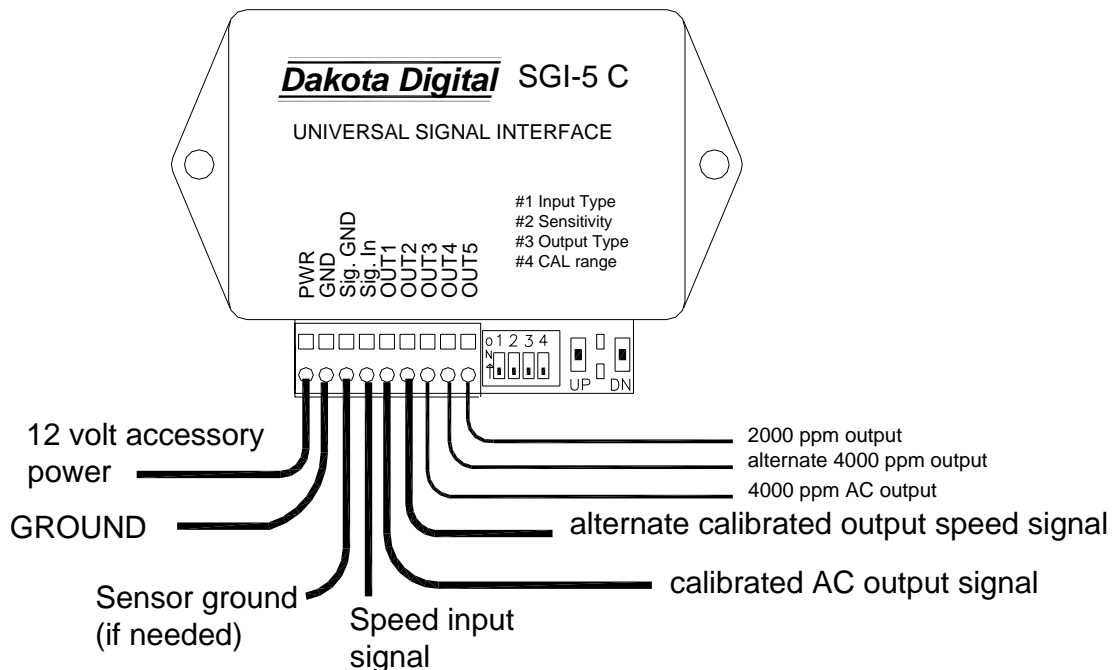 Dakota Digital SGI-5 C
UNIVERSAL SIGNAL INTERFACE
#1 Input Type
#2 Sensitivity
#3 Output Type
#4 CAL range
PWR
GND
Sig. GND
Sig. In
OUT1
OUT2
OUT3
OUT4
OUT5
O N
1 2 3 4
UP
DN
12 volt accessory
power
GROUND
Sensor ground
(if needed)
Speed input
signal
2000 ppm output
alternate 4000 ppm output
4000 ppm AC output
alternate calibrated output speed signal
calibrated AC output signal